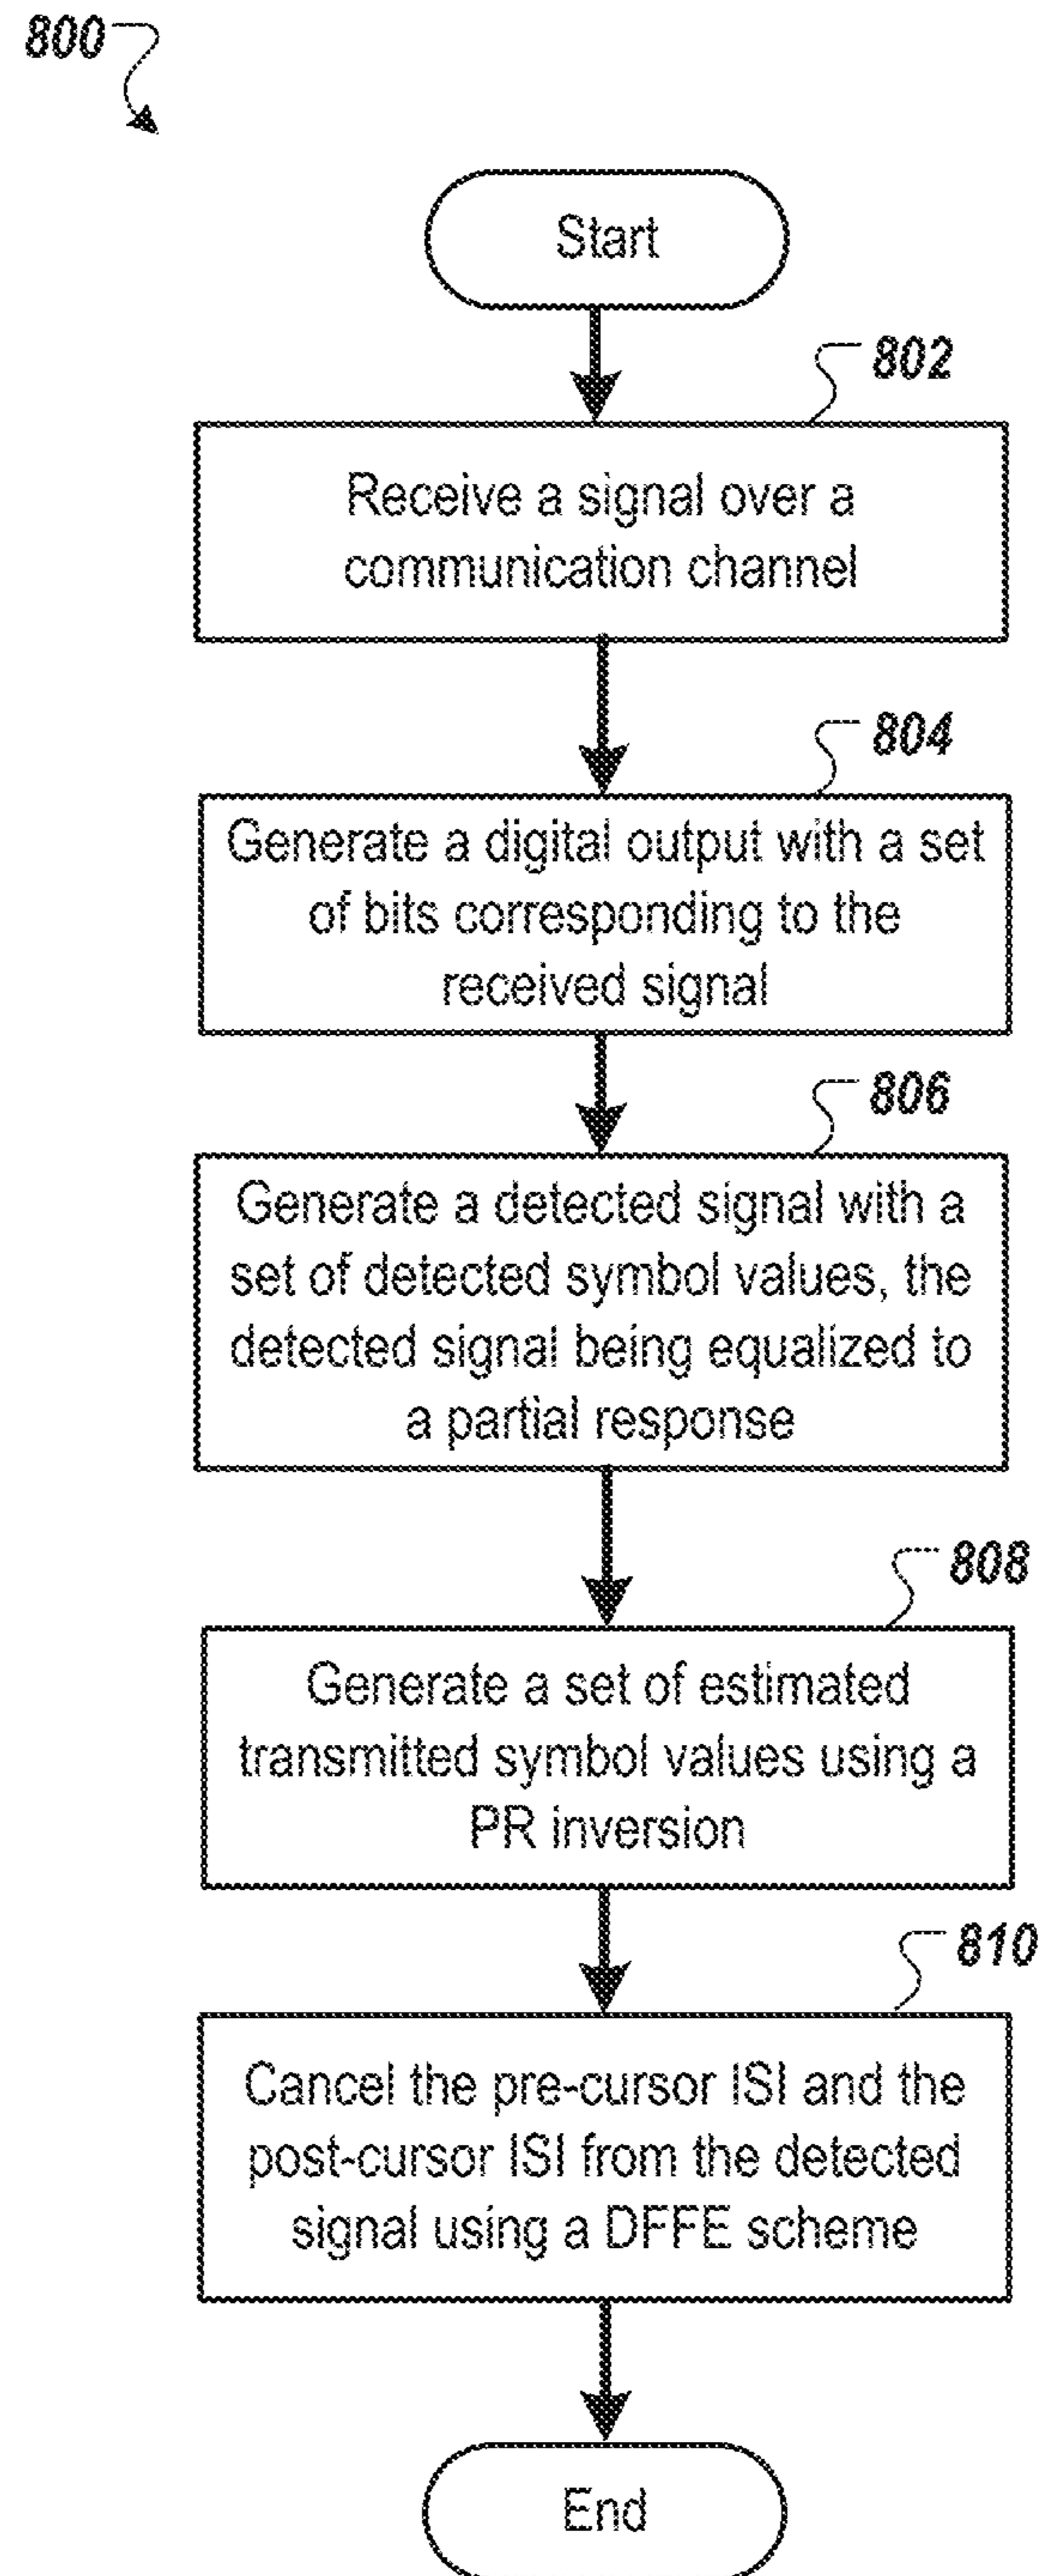 800
Start
802
Receive a signal over a
communication channel
804
Generate a digital output with a set
of bits corresponding to the
received signal
806
Generate a detected signal with a
set of detected symbol values, the
detected signal being equalized to
a partial response
808
Generate a set of estimated
transmitted symbol values using a
PR inversion
810
Cancel the pre-cursor ISI and the
post-cursor ISI from the detected
signal using a DFFE scheme
End